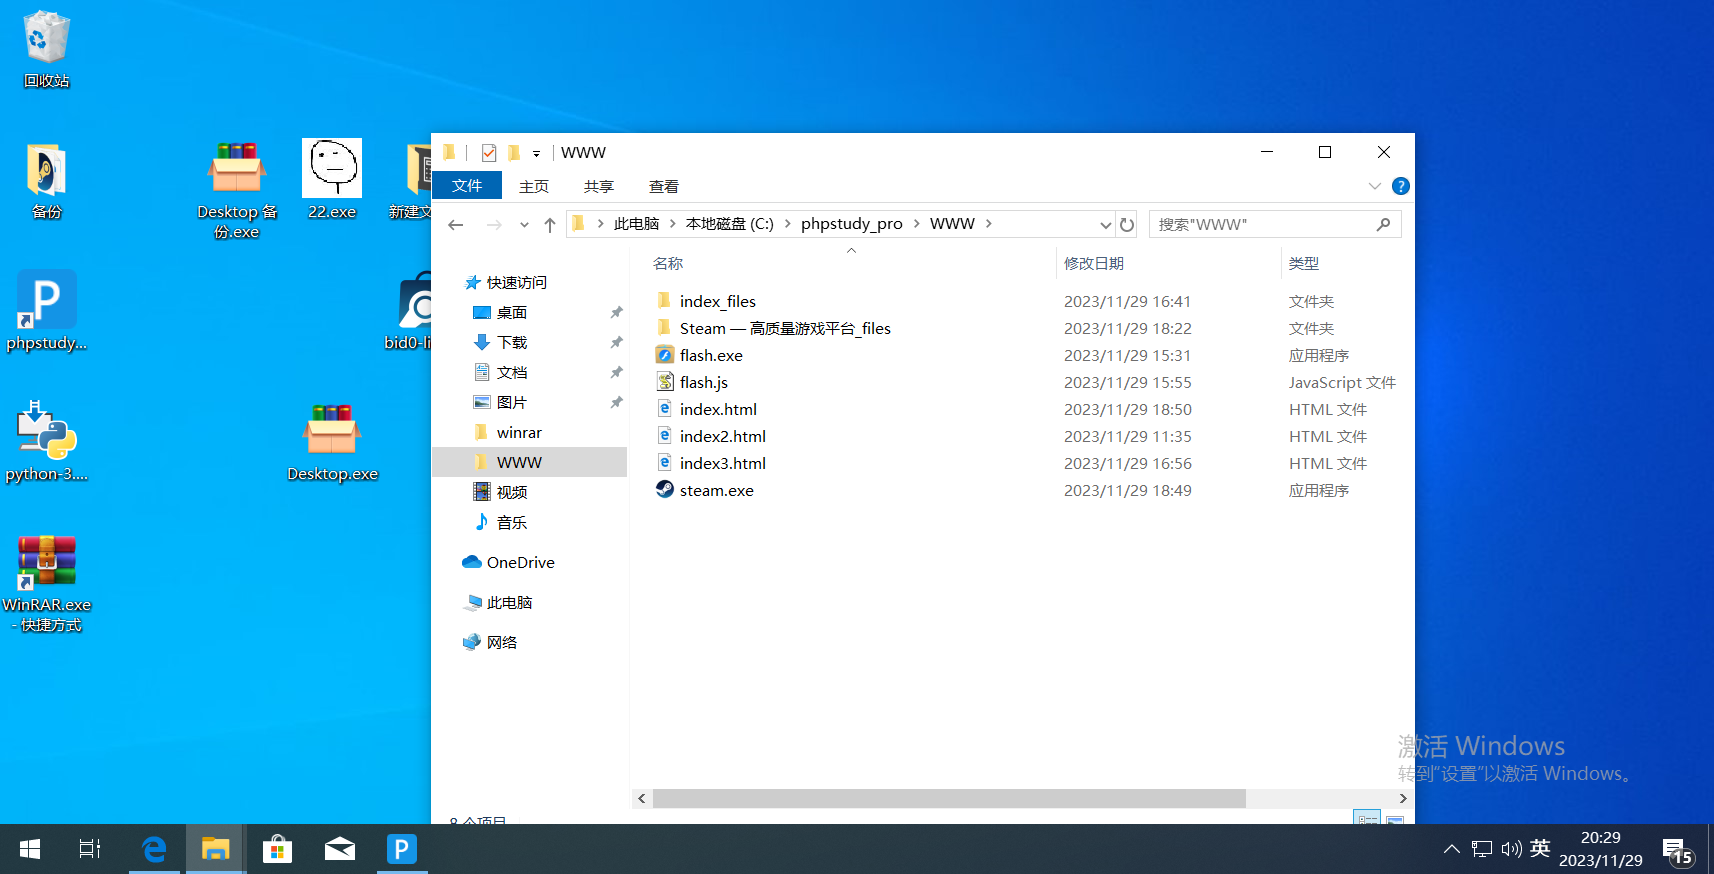 回收站
备份
Desktop 备
份.exe
22.exe
新建文
phpstudy...
bid0-li
python-3....
Desktop.exe
WinRAR.exe
- 快捷方式
WWW
文件 主页 共享 查看
此电脑 > 本地磁盘 (C:) > phpstudy_pro > WWW >
搜索"WWW"
快速访问
桌面
下载
文档
图片
winrar
WWW
视频
音乐
OneDrive
此电脑
网络
名称 修改日期 类型
index_files 2023/11/29 16:41 文件夹
Steam — 高质量游戏平台_files 2023/11/29 18:22 文件夹
flash.exe 2023/11/29 15:31 应用程序
flash.js 2023/11/29 15:55 JavaScript 文件
index.html 2023/11/29 18:50 HTML 文件
index2.html 2023/11/29 11:35 HTML 文件
index3.html 2023/11/29 16:56 HTML 文件
steam.exe 2023/11/29 18:49 应用程序
8 个项目
激活 Windows
转到"设置"以激活 Windows。
英
20:29
2023/11/29
15